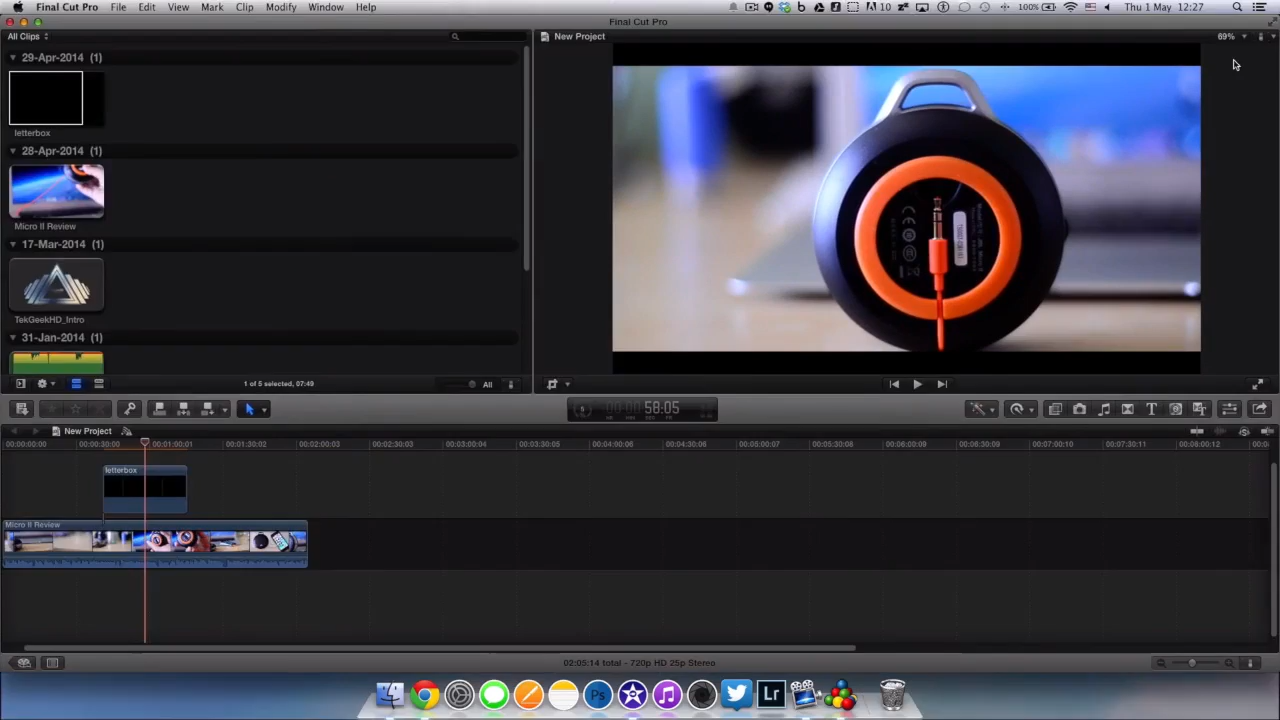 Final Cut Pro File Edit View Mark Clip Modify Window Help 10 100% Thu 1 May 12:27
Final Cut Pro
All Clips
New Project 69%
29-Apr-2014 (1)
letterbox
28-Apr-2014 (1)
Micro II Review
17-Mar-2014 (1)
TekGeekHD_Intro
31-Jan-2014 (1)
1 of 5 selected, 07:49 All
58:05
New Project
00:00:00:00 00:00:30:00 00:01:00:01 00:01:30:02 00:02:00:03 00:02:30:03 00:03:00:04 00:03:30:05 00:04:00:06 00:04:30:06 00:05:00:07 00:05:30:08 00:06:00:09 00:06:30:09 00:07:00:10 00:07:30:11 00:08:00:12
letterbox
Micro II Review
02:05:14 total - 720p HD 25p Stereo
Ps Lr